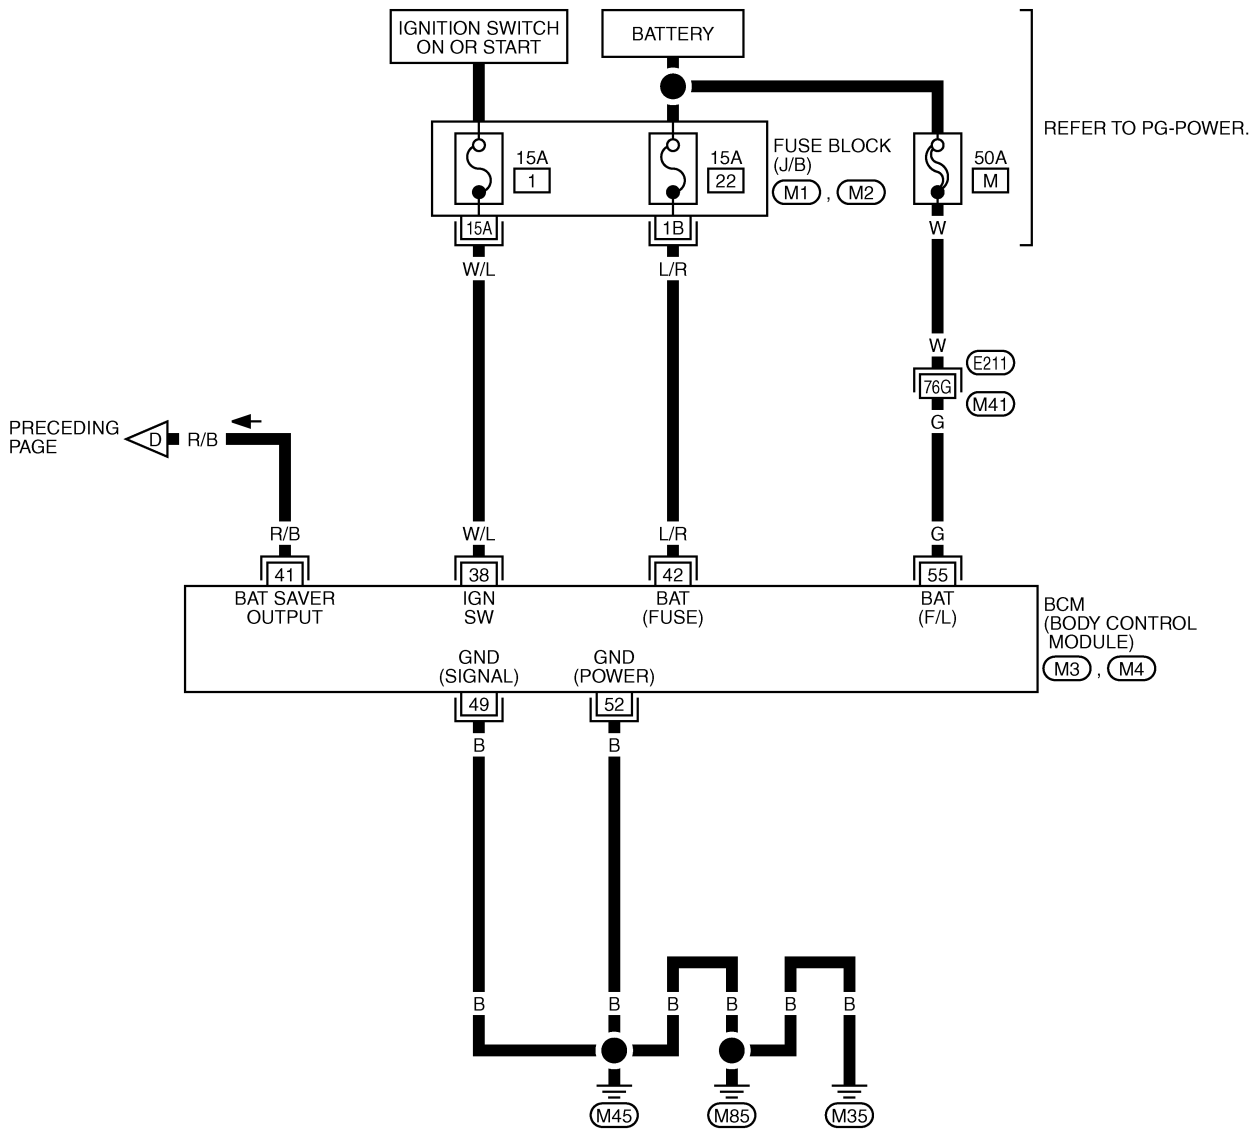 IGNITION SWITCH
ON OR START
BATTERY
REFER TO PG-POWER.
15A
1
15A
22
FUSE BLOCK
(J/B)
M1 , M2
50A
M
15A
1B
W
W/L
L/R
W
E211
76G
M41
G
PRECEDING
PAGE
D
R/B
R/B
W/L
L/R
G
41
38
42
55
BAT SAVER
OUTPUT
IGN
SW
BAT
(FUSE)
BAT
(F/L)
BCM
(BODY CONTROL
MODULE)
M3 , M4
GND
(SIGNAL)
GND
(POWER)
49
52
B
B
B
B
B
B
B
B
M45
M85
M35